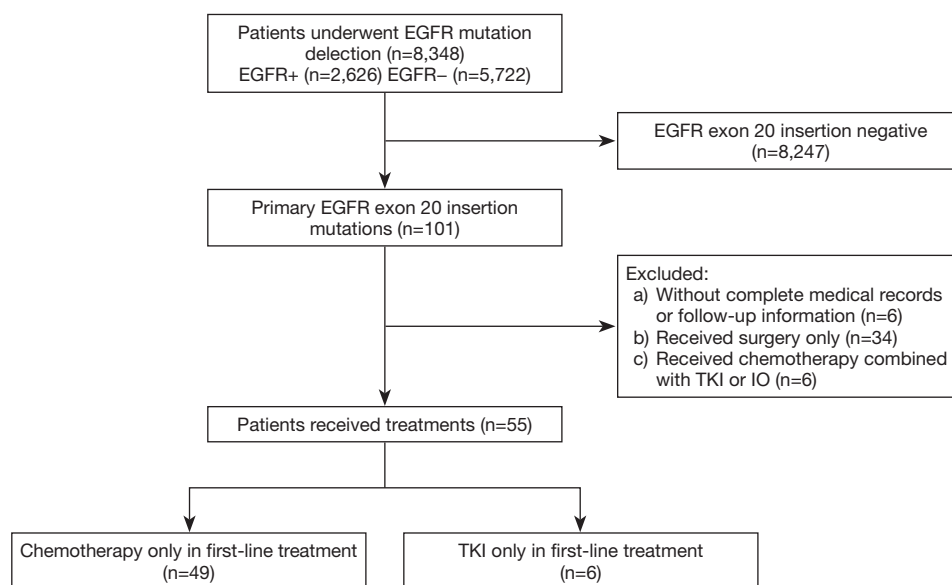 Patients underwent EGFR mutation
delection (n=8,348)
EGFR+ (n=2,626) EGFR− (n=5,722)
EGFR exon 20 insertion negative
(n=8,247)
Primary EGFR exon 20 insertion
mutations (n=101)
Excluded:
a) Without complete medical records
or follow-up information (n=6)
b) Received surgery only (n=34)
c) Received chemotherapy combined
with TKI or IO (n=6)
Patients received treatments (n=55)
Chemotherapy only in first-line treatment
(n=49)
TKI only in first-line treatment
(n=6)